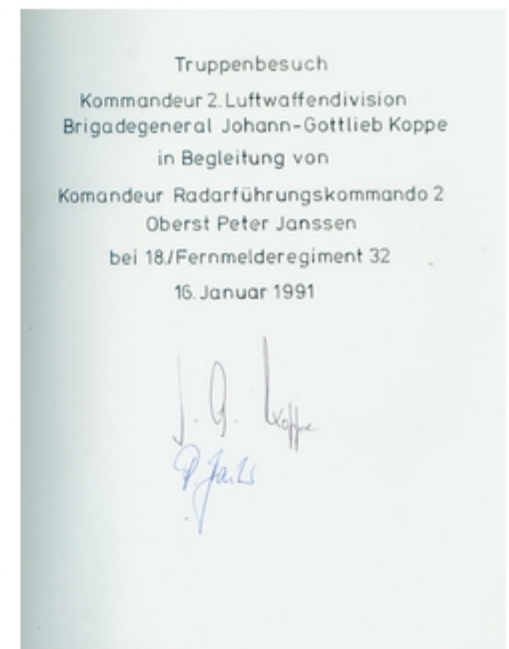 Truppenbesuch
Kommandeur 2. Luftwaffendivision
Brigadegeneral Johann-Gottlieb Koppe
in Begleitung von
Komandeur Radarführungskommando 2
Oberst Peter Janssen
bei 18./Fernmelderegiment 32
16. Januar 1991
J. G. Koppe
P.